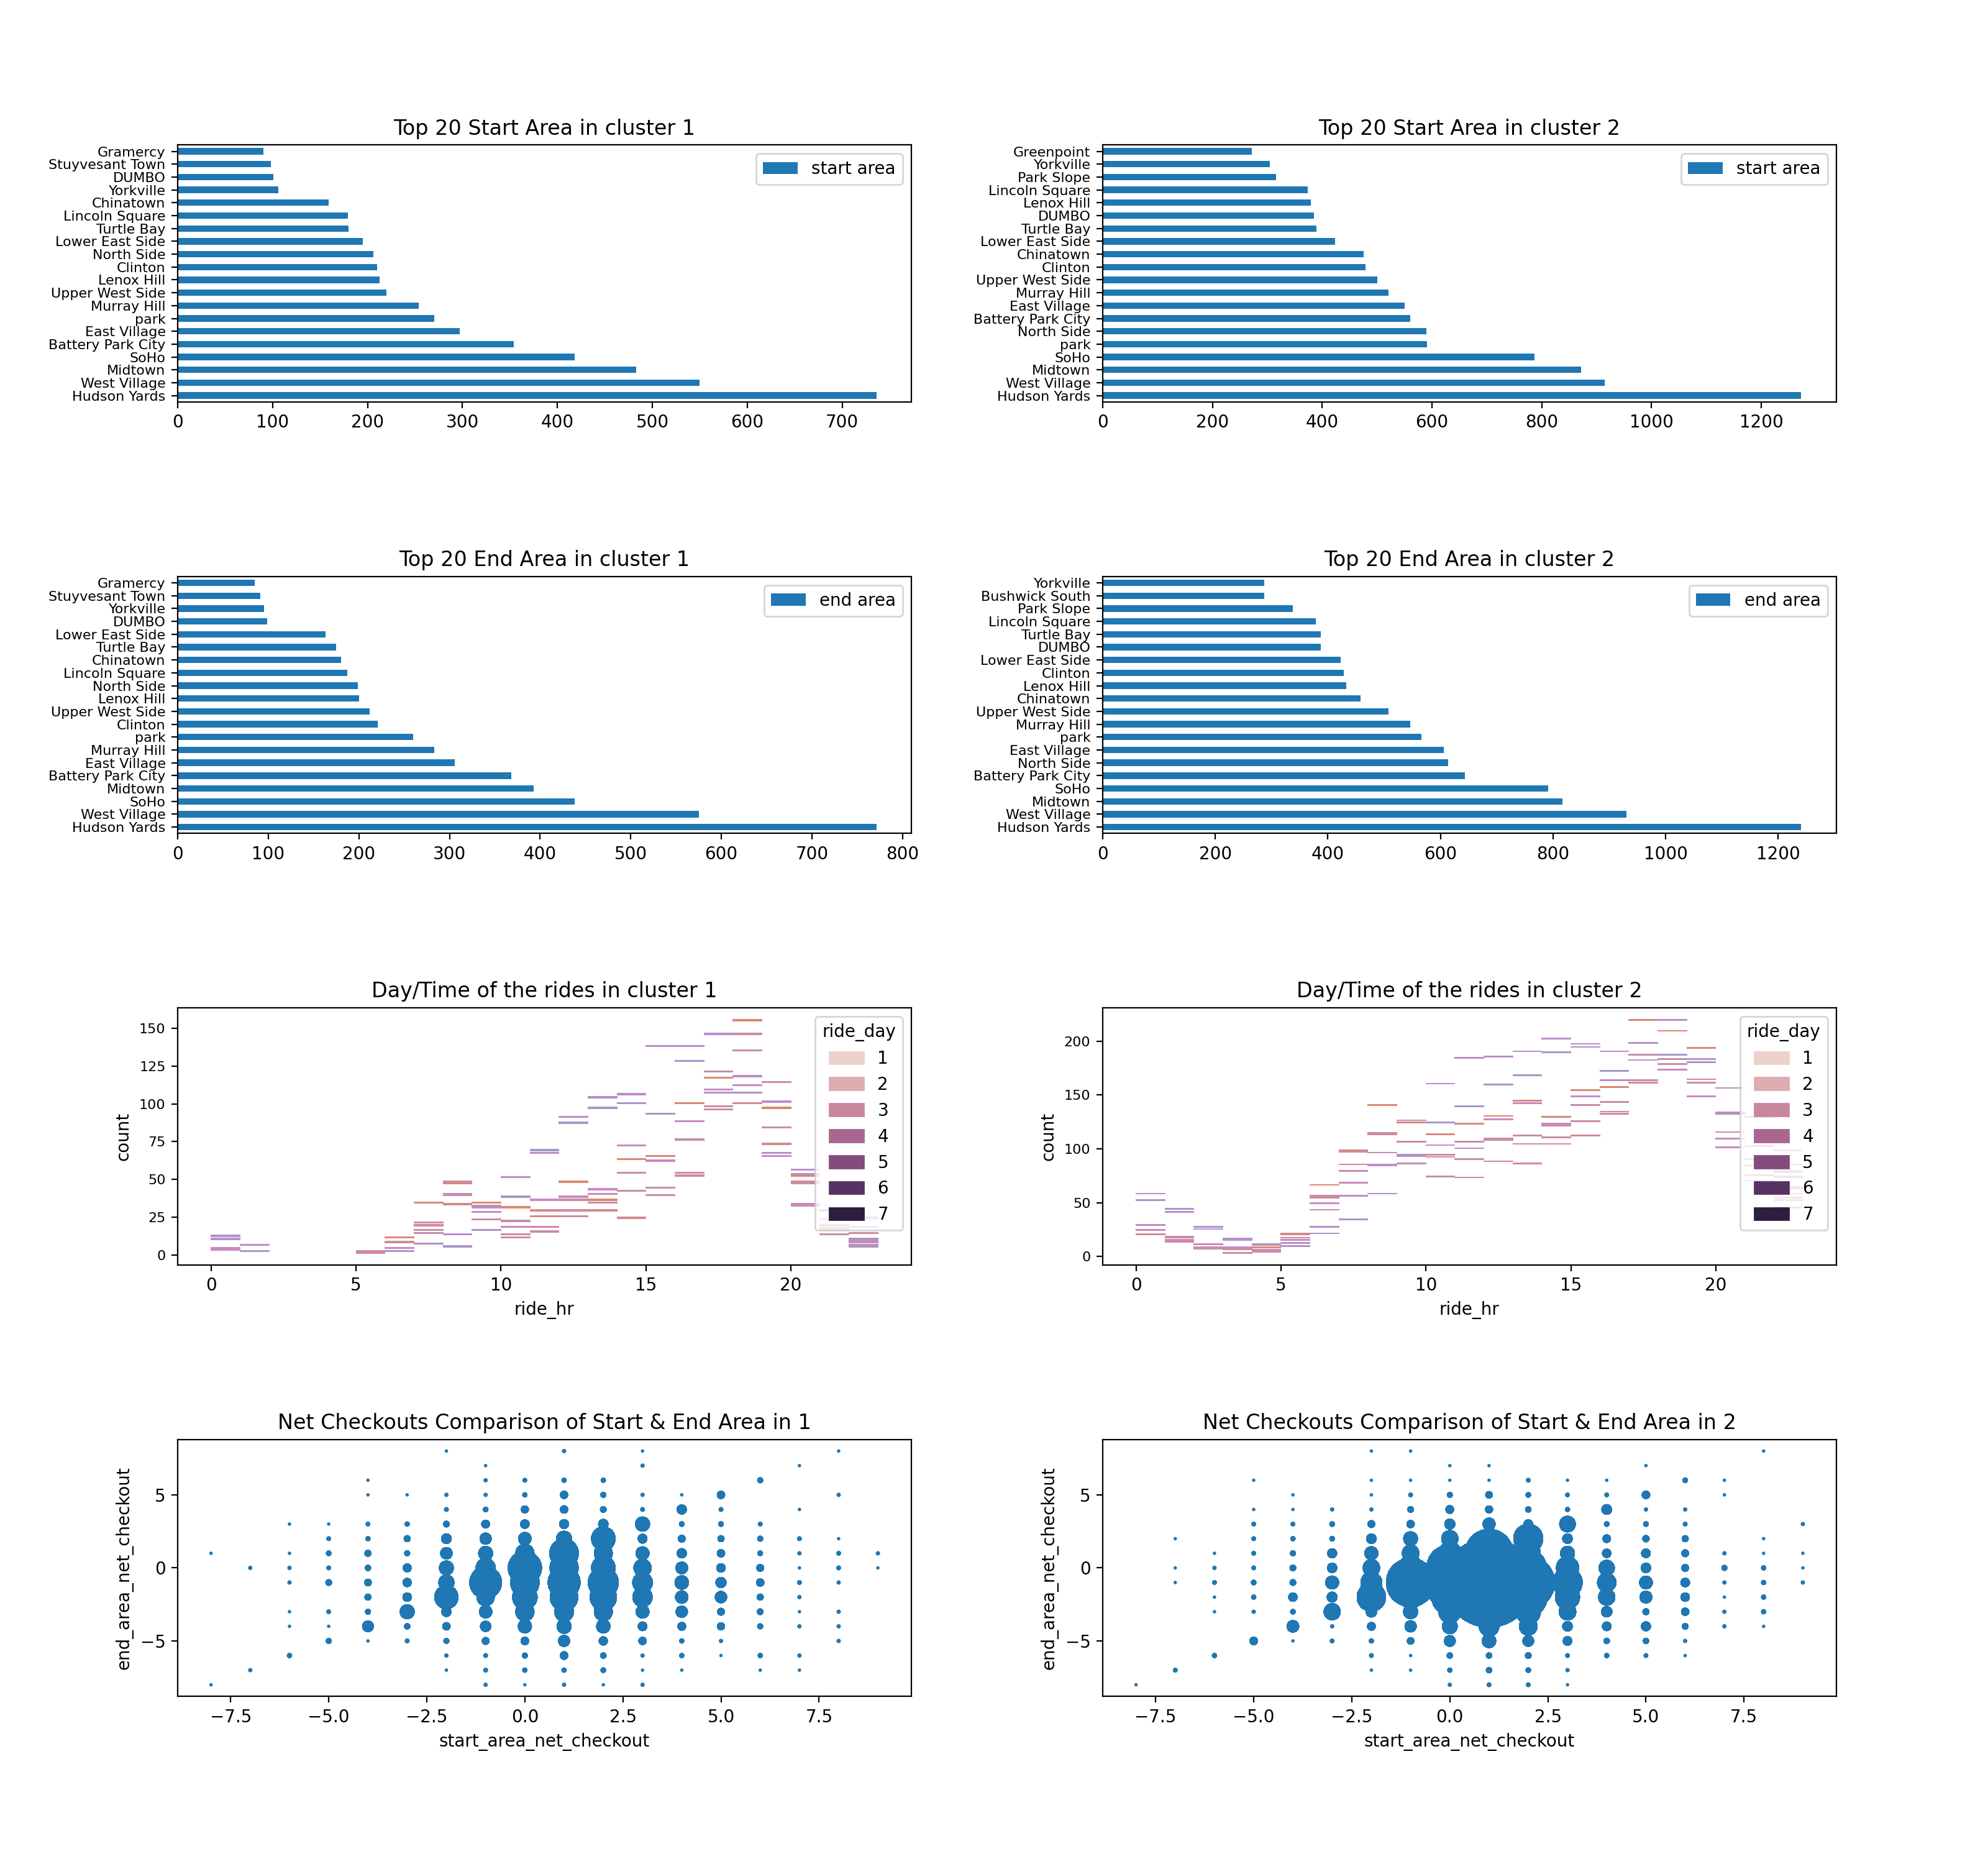 Top 20 Start Area in cluster 1
Gramercy
Stuyvesant Town
DUMBO
Yorkville
Chinatown
Lincoln Square
Turtle Bay
Lower East Side
North Side
Clinton
Lenox Hill
Upper West Side
Murray Hill
park
East Village
Battery Park City
SoHo
Midtown
West Village
Hudson Yards
start area
0 100 200 300 400 500 600 700
Top 20 Start Area in cluster 2
Greenpoint
Yorkville
Park Slope
Lincoln Square
Lenox Hill
DUMBO
Turtle Bay
Lower East Side
Chinatown
Clinton
Upper West Side
Murray Hill
East Village
Battery Park City
North Side
park
SoHo
Midtown
West Village
Hudson Yards
start area
0 200 400 600 800 1000 1200
Top 20 End Area in cluster 1
Gramercy
Stuyvesant Town
Yorkville
DUMBO
Lower East Side
Turtle Bay
Chinatown
Lincoln Square
North Side
Lenox Hill
Upper West Side
Clinton
park
Murray Hill
East Village
Battery Park City
Midtown
SoHo
West Village
Hudson Yards
end area
0 100 200 300 400 500 600 700 800
Top 20 End Area in cluster 2
Yorkville
Bushwick South
Park Slope
Lincoln Square
Turtle Bay
DUMBO
Lower East Side
Clinton
Lenox Hill
Chinatown
Upper West Side
Murray Hill
park
East Village
North Side
Battery Park City
SoHo
Midtown
West Village
Hudson Yards
end area
0 200 400 600 800 1000 1200
Day/Time of the rides in cluster 1
count
150
125
100
75
50
25
0
ride_day
1
2
3
4
5
6
7
0 5 10 15 20
ride_hr
Day/Time of the rides in cluster 2
count
200
150
100
50
0
ride_day
1
2
3
4
5
6
7
0 5 10 15 20
ride_hr
Net Checkouts Comparison of Start & End Area in 1
end_area_net_checkout
5
0
−5
−7.5 −5.0 −2.5 0.0 2.5 5.0 7.5
start_area_net_checkout
Net Checkouts Comparison of Start & End Area in 2
end_area_net_checkout
5
0
−5
−7.5 −5.0 −2.5 0.0 2.5 5.0 7.5
start_area_net_checkout